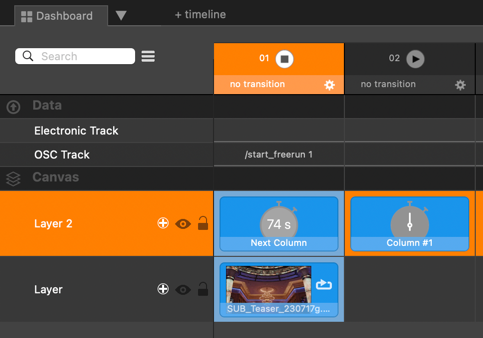 Dashboard
+ timeline
Search
01
02
no transition
no transition
Data
Electronic Track
OSC Track
/start_freerun 1
Canvas
Layer 2
74 s
Next Column
Column #1
Layer
SUB_Teaser_230717g....